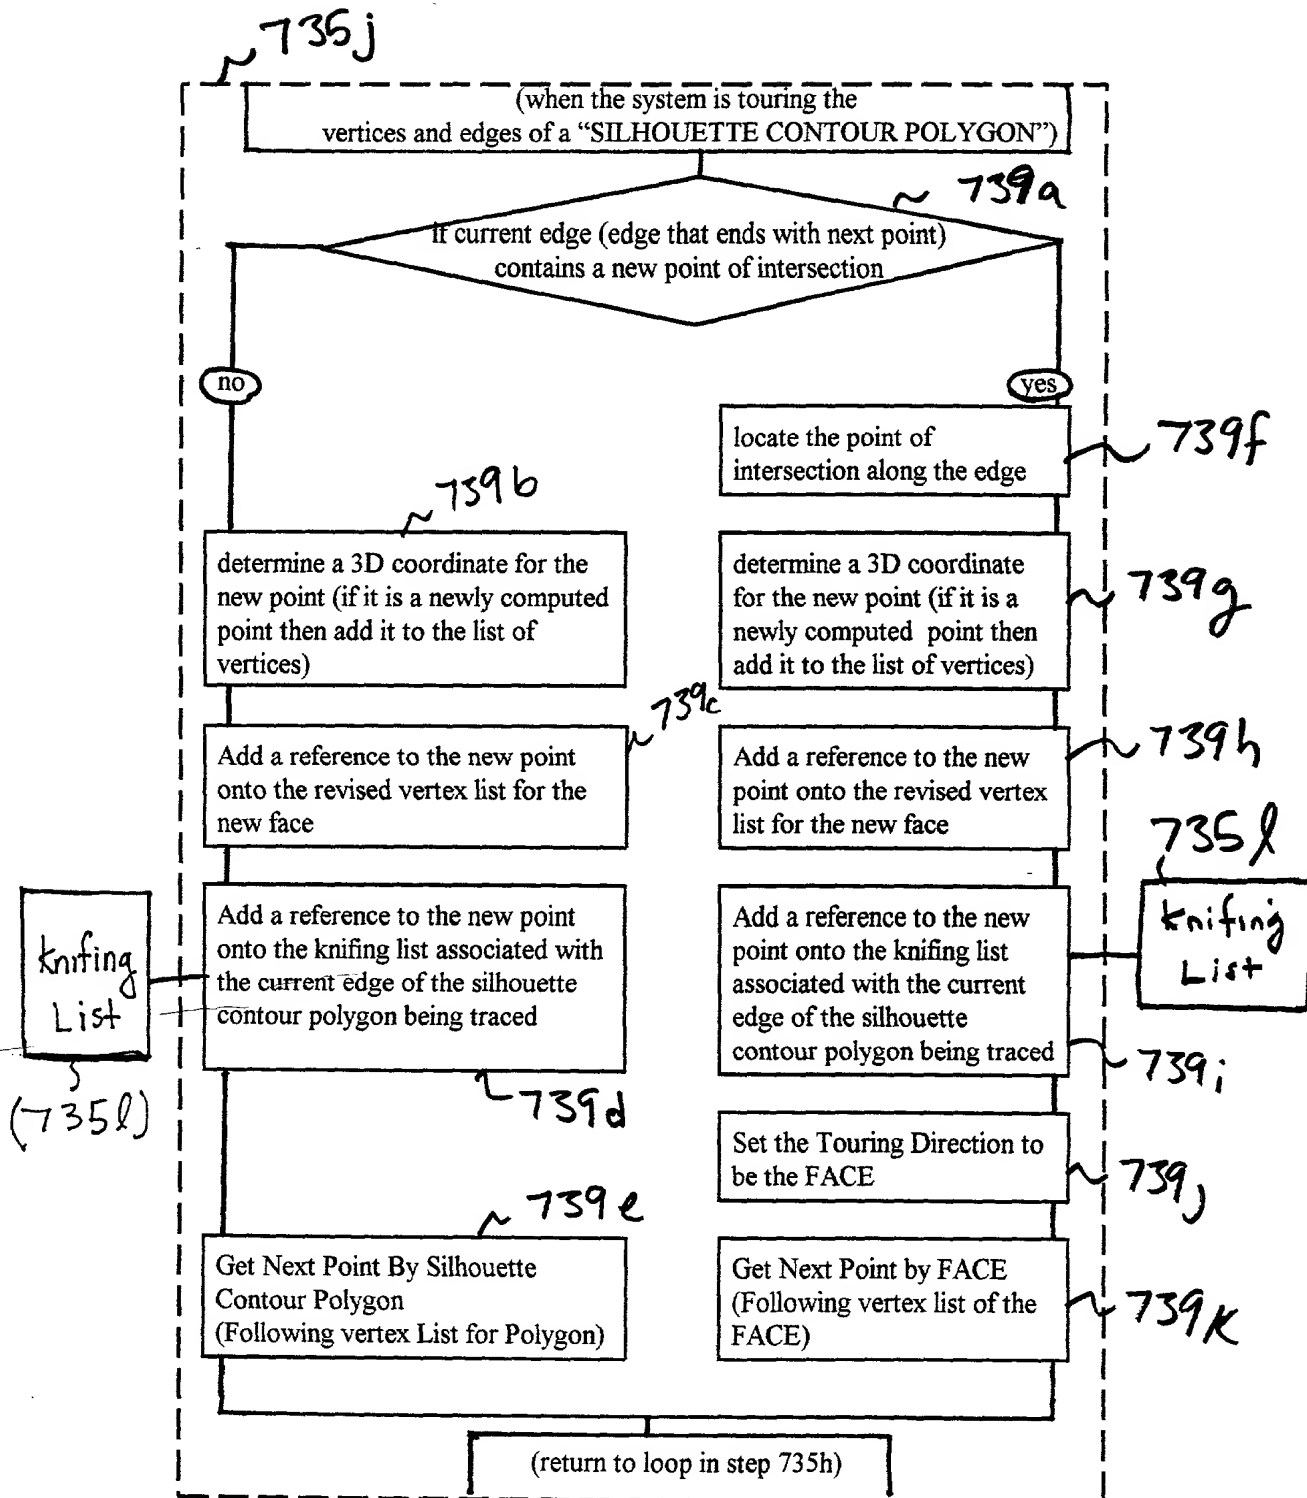 735j
(when the system is touring the
vertices and edges of a “SILHOUETTE CONTOUR POLYGON”)
739a
If current edge (edge that ends with next point)
contains a new point of intersection
no
yes
locate the point of
intersection along the edge
739f
739b
determine a 3D coordinate for the
new point (if it is a newly computed
point then add it to the list of
vertices)
determine a 3D coordinate
for the new point (if it is a
newly computed point then
add it to the list of vertices)
739g
739c
Add a reference to the new point
onto the revised vertex list for the
new face
Add a reference to the new
point onto the revised vertex
list for the new face
739h
735l
knifing
List
(735l)
Add a reference to the new point
onto the knifing list associated with
the current edge of the silhouette
contour polygon being traced
739d
Add a reference to the new
point onto the knifing list
associated with the current
edge of the silhouette
contour polygon being traced
knifing
List
739i
Set the Touring Direction to
be the FACE
739j
739e
Get Next Point By Silhouette
Contour Polygon
(Following vertex List for Polygon)
Get Next Point by FACE
(Following vertex list of the
FACE)
739k
(return to loop in step 735h)